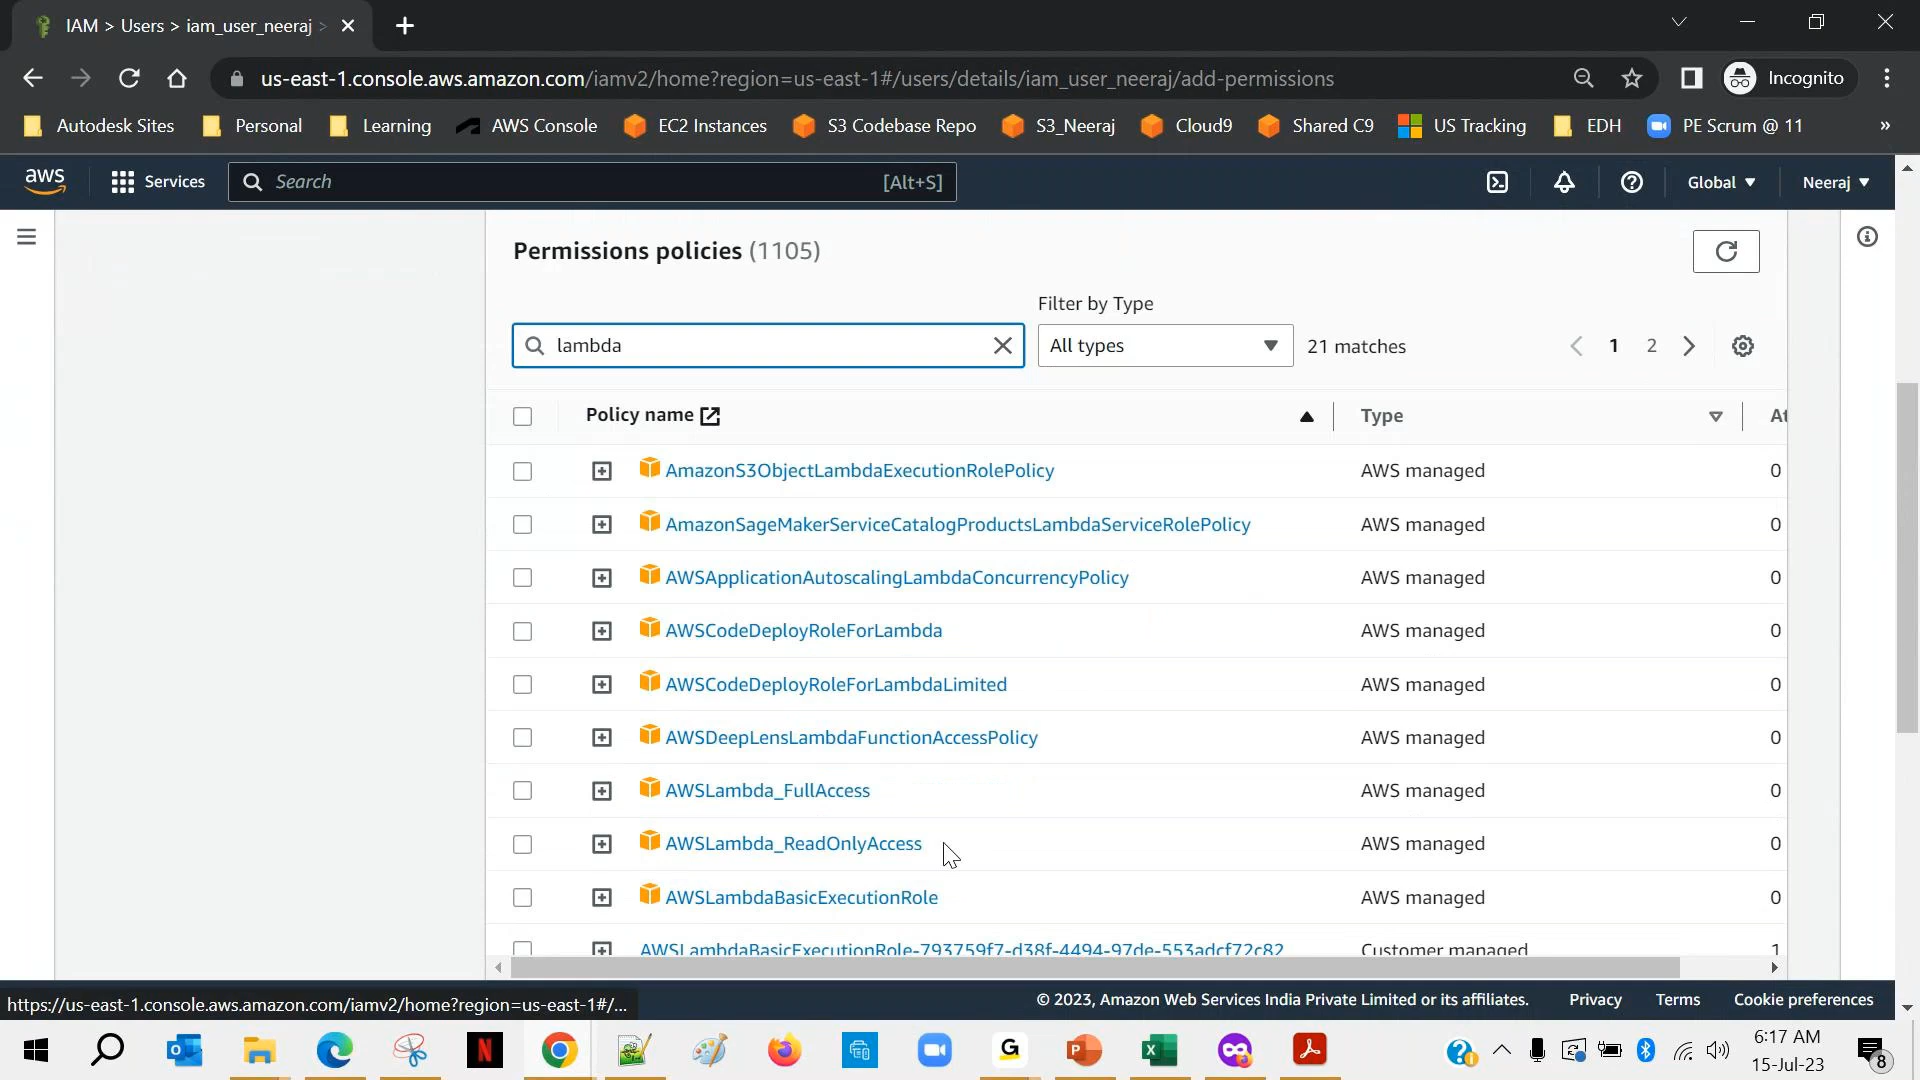 IAM > Users > iam_user_neeraj >
us-east-1.console.aws.amazon.com/iamv2/home?region=us-east-1#/users/details/iam_user_neeraj/add-permissions
Incognito
Autodesk Sites Personal Learning AWS Console EC2 Instances S3 Codebase Repo S3_Neeraj Cloud9 Shared C9 US Tracking EDH PE Scrum @ 11 »
aws Services Search [Alt+S] Global Neeraj
Permissions policies (1105)
Filter by Type
lambda All types 21 matches 1 2
Policy name Type
AmazonS3ObjectLambdaExecutionRolePolicy AWS managed 0
AmazonSageMakerServiceCatalogProductsLambdaServiceRolePolicy AWS managed 0
AWSApplicationAutoscalingLambdaConcurrencyPolicy AWS managed 0
AWSCodeDeployRoleForLambda AWS managed 0
AWSCodeDeployRoleForLambdaLimited AWS managed 0
AWSDeepLensLambdaFunctionAccessPolicy AWS managed 0
AWSLambda_FullAccess AWS managed 0
AWSLambda_ReadOnlyAccess AWS managed 0
AWSLambdaBasicExecutionRole AWS managed 0
AWSLambdaBasicExecutionRole-793759f7-d38f-4494-97de-553adcf72c82 Customer managed 1
https://us-east-1.console.aws.amazon.com/iamv2/home?region=us-east-1#/...
© 2023, Amazon Web Services India Private Limited or its affiliates. Privacy Terms Cookie preferences
6:17 AM
15-Jul-23
8